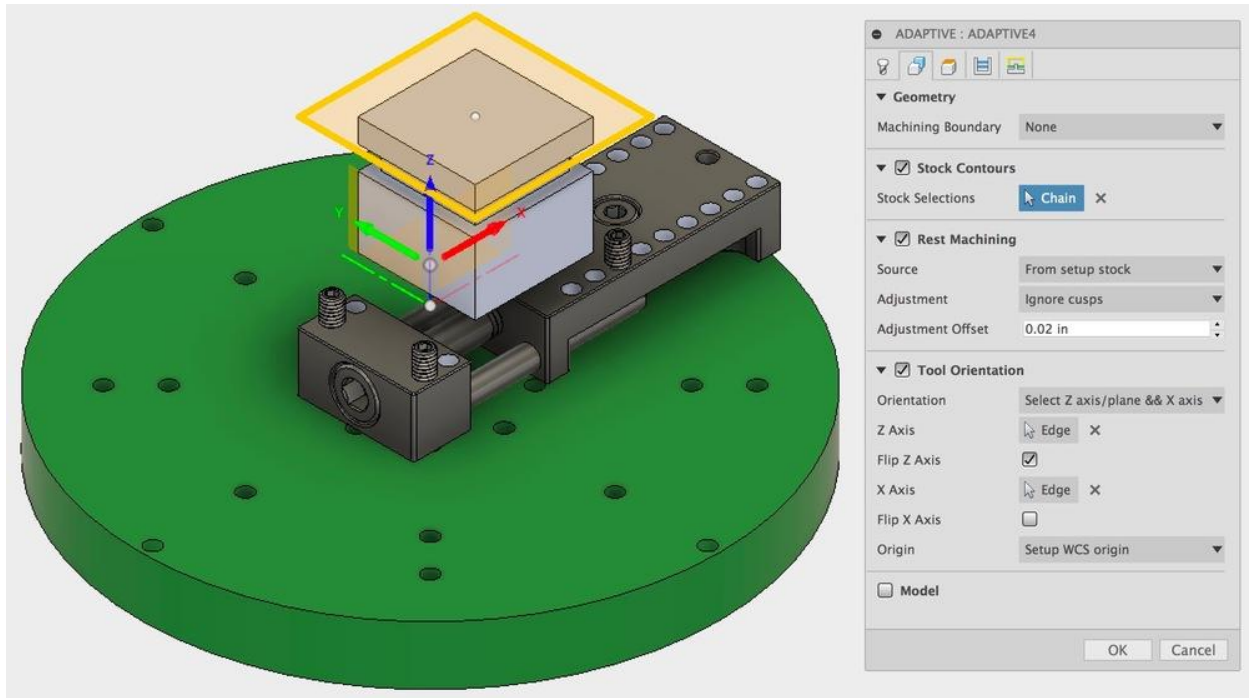 ADAPTIVE : ADAPTIVE4
Geometry
Machining Boundary None
Stock Contours
Stock Selections Chain
Rest Machining
Source From setup stock
Adjustment Ignore cusps
Adjustment Offset 0.02 in
Tool Orientation
Orientation Select Z axis/plane && X axis
Z Axis Edge
Flip Z Axis
X Axis Edge
Flip X Axis
Origin Setup WCS origin
Model
OK Cancel
Z
Y
X